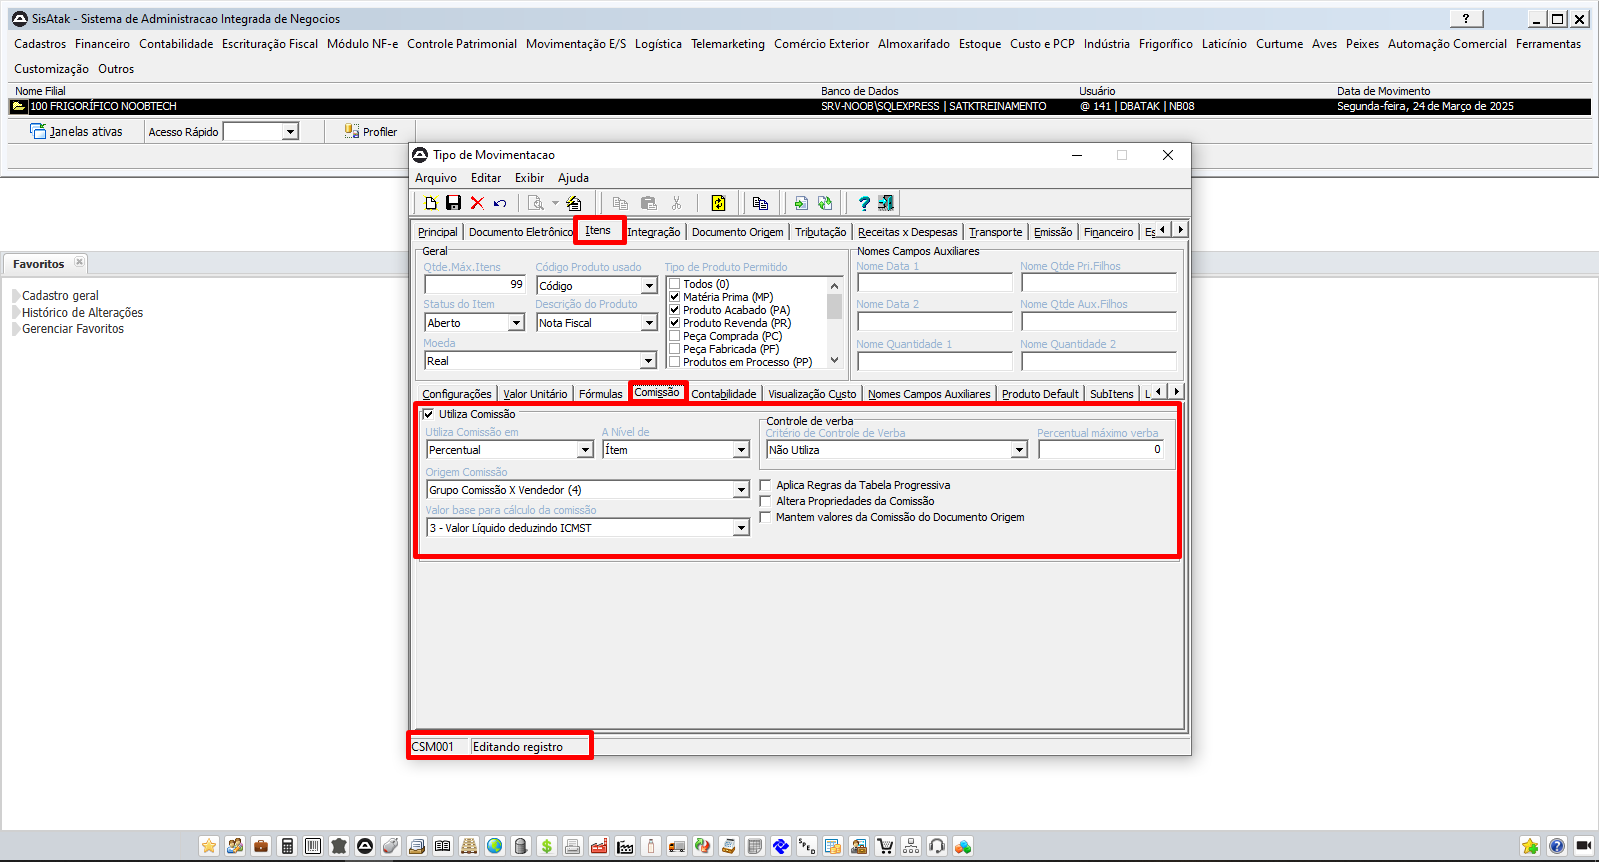 SisAtak - Sistema de Administracao Integrada de Negocios
?
Cadastros Financeiro Contabilidade Escrituração Fiscal Módulo NF-e Controle Patrimonial Movimentação E/S Logística Telemarketing Comércio Exterior Almoxarifado Estoque Custo e PCP Indústria Frigorífico Laticínio Curtume Aves Peixes Automação Comercial Ferramentas
Customização Outros
Nome Filial Banco de Dados Usuário Data de Movimento
100 FRIGORÍFICO NOOBTECH SRV-NOOB\SQLEXPRESS | SATKTREINAMENTO @ 141 | DBATAK | NB08 Segunda-feira, 24 de Março de 2025
Janelas ativas Acesso Rápido Profiler
Favoritos
Cadastro geral
Histórico de Alterações
Gerenciar Favoritos
Tipo de Movimentacao
Arquivo Editar Exibir Ajuda
Principal Documento Eletrônico Itens Integração Documento Origem Tributação Receitas x Despesas Transporte Emissão Financeiro Es
Geral
Qtde.Máx.Itens Código Produto usado Tipo de Produto Permitido
99 Código
Status do Item Descrição do Produto
Aberto Nota Fiscal
Moeda
Real
Todos (0)
Matéria Prima (MP)
Produto Acabado (PA)
Produto Revenda (PR)
Peça Comprada (PC)
Peça Fabricada (PF)
Produtos em Processo (PP)
Nomes Campos Auxiliares
Nome Data 1 Nome Qtde Pri.Filhos
Nome Data 2 Nome Qtde Aux.Filhos
Nome Quantidade 1 Nome Quantidade 2
Configurações Valor Unitário Fórmulas Comissão Contabilidade Visualização Custo Nomes Campos Auxiliares Produto Default SubItens L
Utiliza Comissão
Utiliza Comissão em A Nível de
Percentual Ítem
Origem Comissão
Grupo Comissão X Vendedor (4)
Valor base para cálculo da comissão
3 - Valor Líquido deduzindo ICMST
Controle de verba
Critério de Controle de Verba Percentual máximo verba
Não Utiliza 0
Aplica Regras da Tabela Progressiva
Altera Propriedades da Comissão
Mantem valores da Comissão do Documento Origem
CSM001 Editando registro